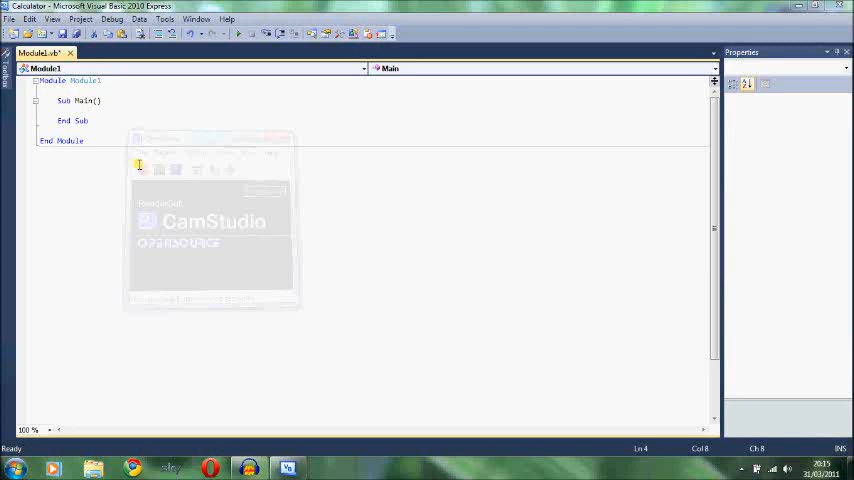 Calculator - Microsoft Visual Basic 2010 Express
File Edit View Project Debug Data Tools Window Help
Module1.vb* Properties
Toolbox
Module1 Main
Module Module1
Sub Main()
End Sub
End Module
CamStudio
OPENSOURCE
100 %
Ready Ln 4 Col 8 Ch 8 INS
sky
20:15
31/03/2011